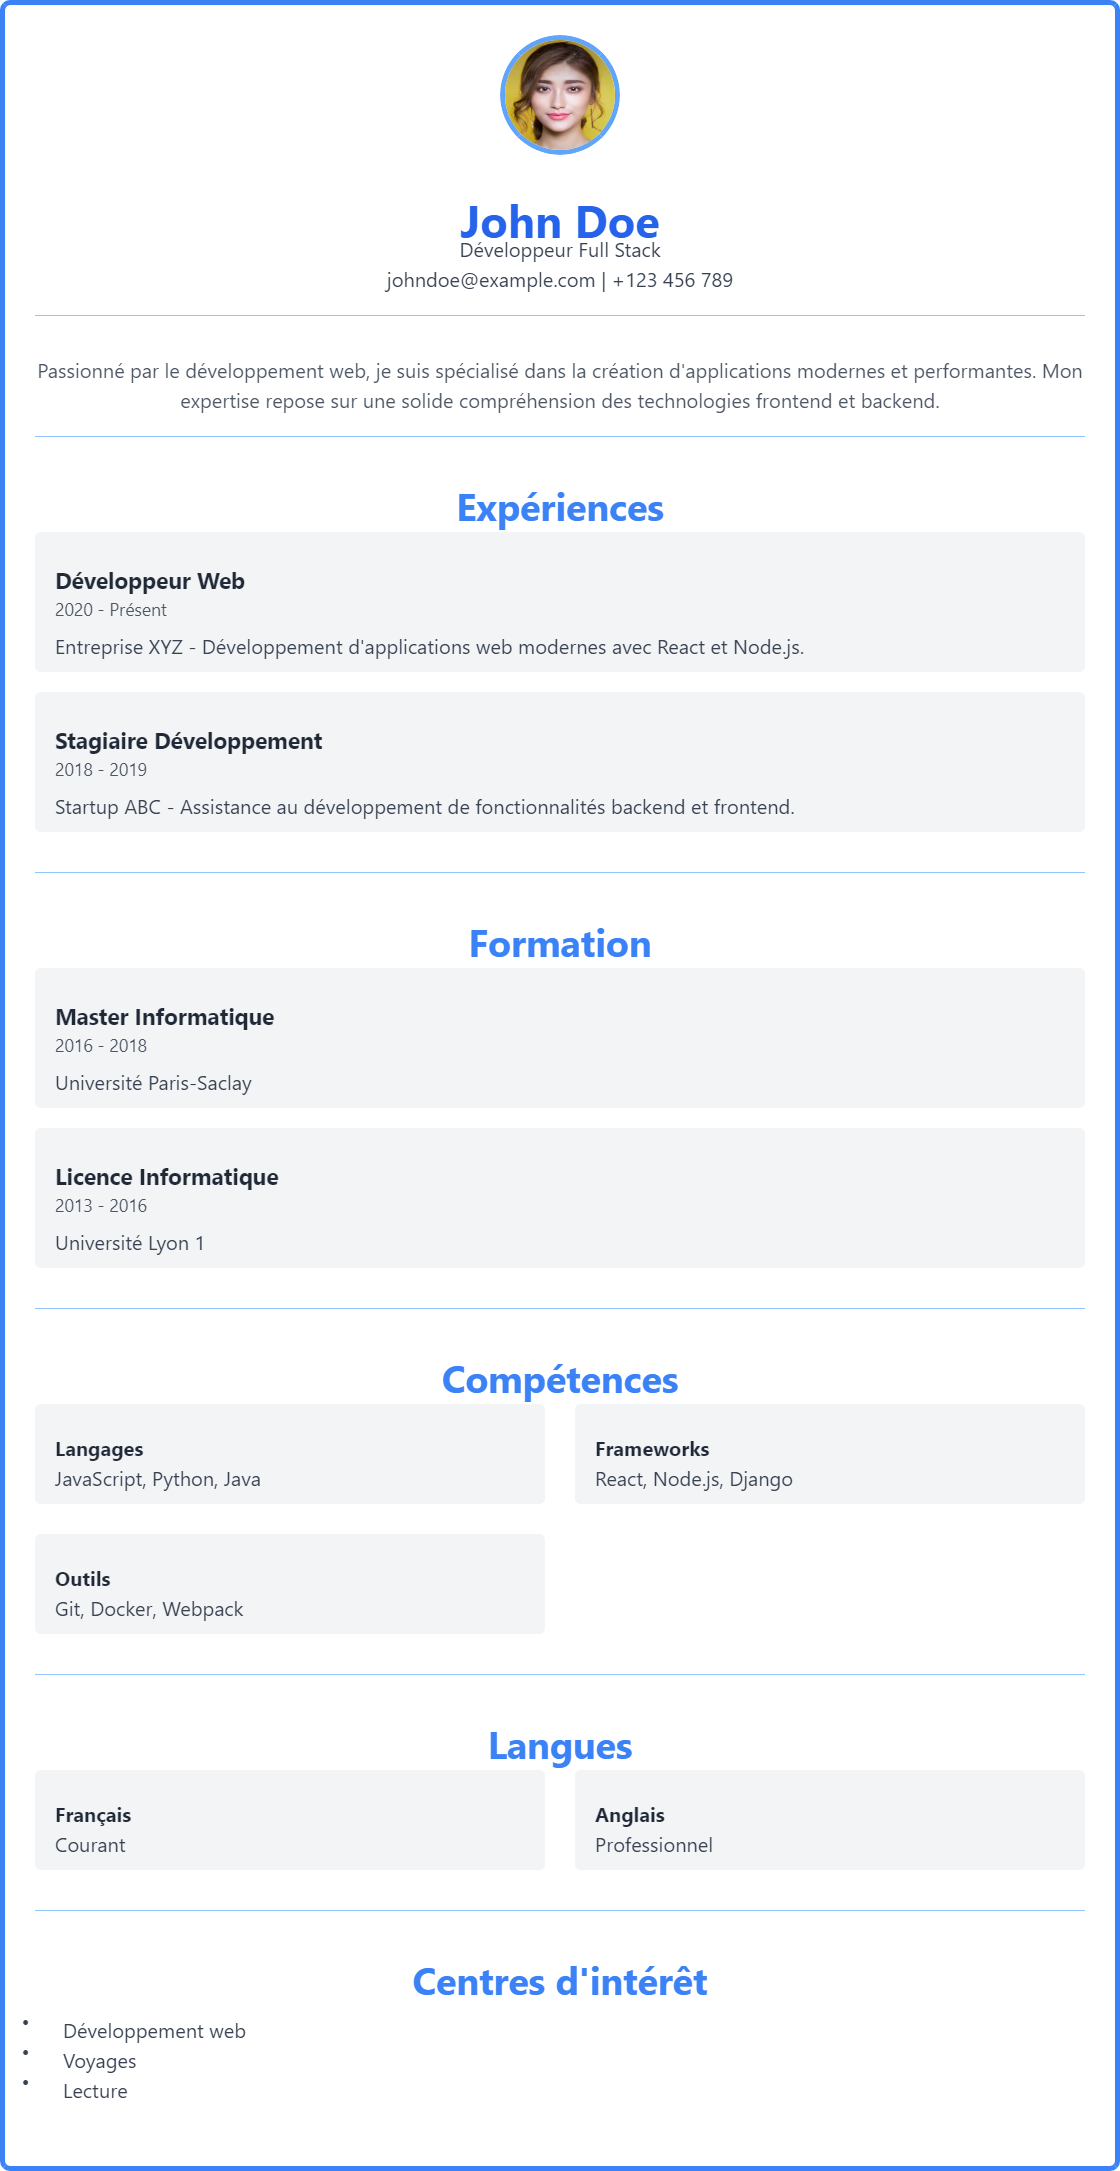 John Doe
Développeur Full Stack
johndoe@example.com | +123 456 789
Passionné par le développement web, je suis spécialisé dans la création d'applications modernes et performantes. Mon
expertise repose sur une solide compréhension des technologies frontend et backend.
Expériences
Développeur Web
2020 - Présent
Entreprise XYZ - Développement d'applications web modernes avec React et Node.js.
Stagiaire Développement
2018 - 2019
Startup ABC - Assistance au développement de fonctionnalités backend et frontend.
Formation
Master Informatique
2016 - 2018
Université Paris-Saclay
Licence Informatique
2013 - 2016
Université Lyon 1
Compétences
Langages
JavaScript, Python, Java
Frameworks
React, Node.js, Django
Outils
Git, Docker, Webpack
Langues
Français
Courant
Anglais
Professionnel
Centres d'intérêt
• Développement web
• Voyages
• Lecture